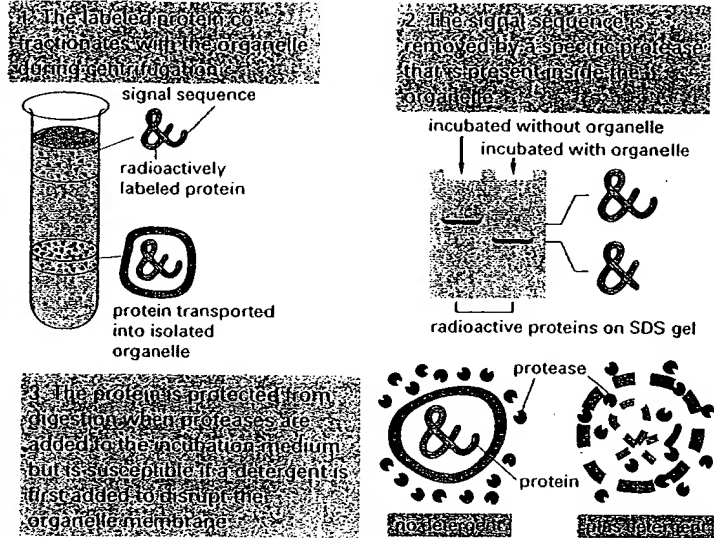 1. The labeled protein co
fractionates with the organelle
during centrifugation
signal sequence
radioactively
labeled protein
protein transported
into isolated
organelle
2. The signal sequence is
removed by a specific protease
that is present inside the
organelle
incubated without organelle
incubated with organelle
radioactive proteins on SDS gel
3. The protein is protected from
digestion when proteases are
added to the incubation medium
but is susceptible if a detergent is
first added to disrupt the
organelle membrane
protease
protein
no detergent
plus detergent